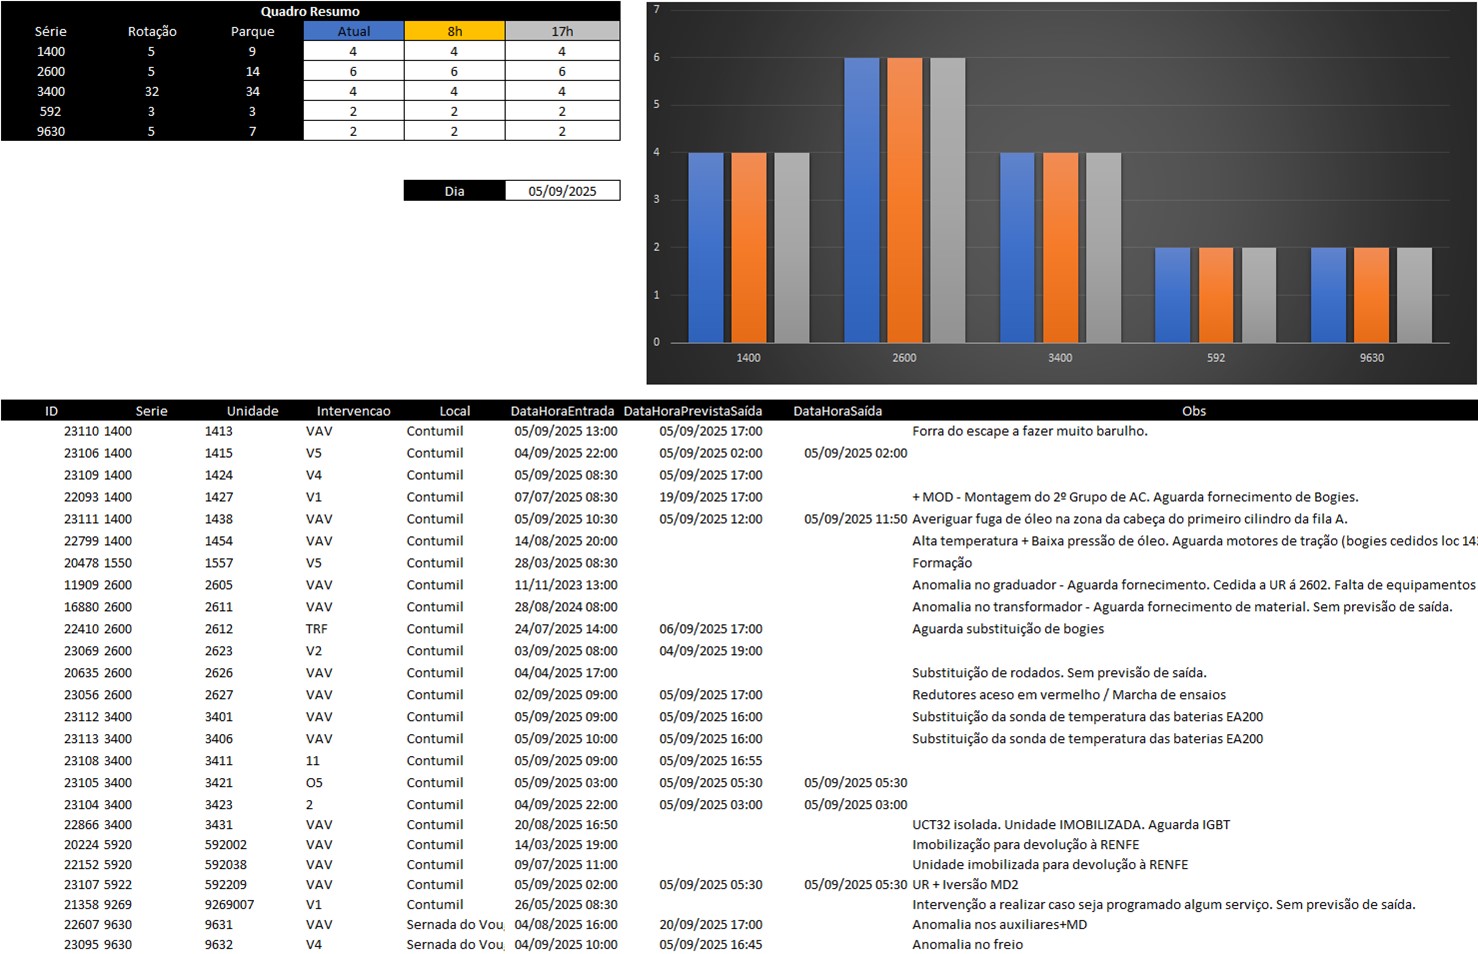 Quadro Resumo
Série Rotação Parque Atual 8h 17h
1400 5 9 4 4 4
2600 5 14 6 6 6
3400 32 34 4 4 4
592 3 3 2 2 2
9630 5 7 2 2 2
Dia 05/09/2025
7
6
5
4
3
2
1
0
1400 2600 3400 592 9630
ID Serie Unidade Intervencao Local DataHoraEntrada DataHoraPrevistaSaída DataHoraSaída Obs
23110 1400 1413 VAV Contumil 05/09/2025 13:00 05/09/2025 17:00 Forra do escape a fazer muito barulho.
23106 1400 1415 V5 Contumil 04/09/2025 22:00 05/09/2025 02:00 05/09/2025 02:00
23109 1400 1424 V4 Contumil 05/09/2025 08:30 05/09/2025 17:00
22093 1400 1427 V1 Contumil 07/07/2025 08:30 19/09/2025 17:00 + MOD - Montagem do 2º Grupo de AC. Aguarda fornecimento de Bogies.
23111 1400 1438 VAV Contumil 05/09/2025 10:30 05/09/2025 12:00 05/09/2025 11:50 Averiguar fuga de óleo na zona da cabeça do primeiro cilindro da fila A.
22799 1400 1454 VAV Contumil 14/08/2025 20:00 Alta temperatura + Baixa pressão de óleo. Aguarda motores de tração (bogies cedidos loc
20478 1550 1557 V5 Contumil 28/03/2025 08:30 Formação
11909 2600 2605 VAV Contumil 11/11/2023 13:00 Anomalia no graduador - Aguarda fornecimento. Cedida a UR á 2602. Falta de equipamentos
16880 2600 2611 VAV Contumil 28/08/2024 08:00 Anomalia no transformador - Aguarda fornecimento de material. Sem previsão de saída.
22410 2600 2612 TRF Contumil 24/07/2025 14:00 06/09/2025 17:00 Aguarda substituição de bogies
23069 2600 2623 V2 Contumil 03/09/2025 08:00 04/09/2025 19:00
20635 2600 2626 VAV Contumil 04/04/2025 17:00 Substituição de rodados. Sem previsão de saída.
23056 2600 2627 VAV Contumil 02/09/2025 09:00 05/09/2025 17:00 Redutores aceso em vermelho / Marcha de ensaios
23112 3400 3401 VAV Contumil 05/09/2025 09:00 05/09/2025 16:00 Substituição da sonda de temperatura das baterias EA200
23113 3400 3406 VAV Contumil 05/09/2025 10:00 05/09/2025 16:00 Substituição da sonda de temperatura das baterias EA200
23108 3400 3411 11 Contumil 05/09/2025 09:00 05/09/2025 16:55
23105 3400 3421 O5 Contumil 05/09/2025 03:00 05/09/2025 05:30 05/09/2025 05:30
23104 3400 3423 2 Contumil 04/09/2025 22:00 05/09/2025 03:00 05/09/2025 03:00
22866 3400 3431 VAV Contumil 20/08/2025 16:50 UCT32 isolada. Unidade IMOBILIZADA. Aguarda IGBT
20224 5920 592002 VAV Contumil 14/03/2025 19:00 Imobilização para devolução à RENFE
22152 5920 592038 VAV Contumil 09/07/2025 11:00 Unidade imobilizada para devolução à RENFE
23107 5922 592209 VAV Contumil 05/09/2025 02:00 05/09/2025 05:30 05/09/2025 05:30 UR + Iversão MD2
21358 9269 9269007 V1 Contumil 26/05/2025 08:30 Intervenção a realizar caso seja programado algum serviço. Sem previsão de saída.
22607 9630 9631 VAV Sernada do Vou 04/08/2025 16:00 20/09/2025 17:00 Anomalia nos auxiliares+MD
23095 9630 9632 V4 Sernada do Vou 04/09/2025 10:00 05/09/2025 16:45 Anomalia no freio